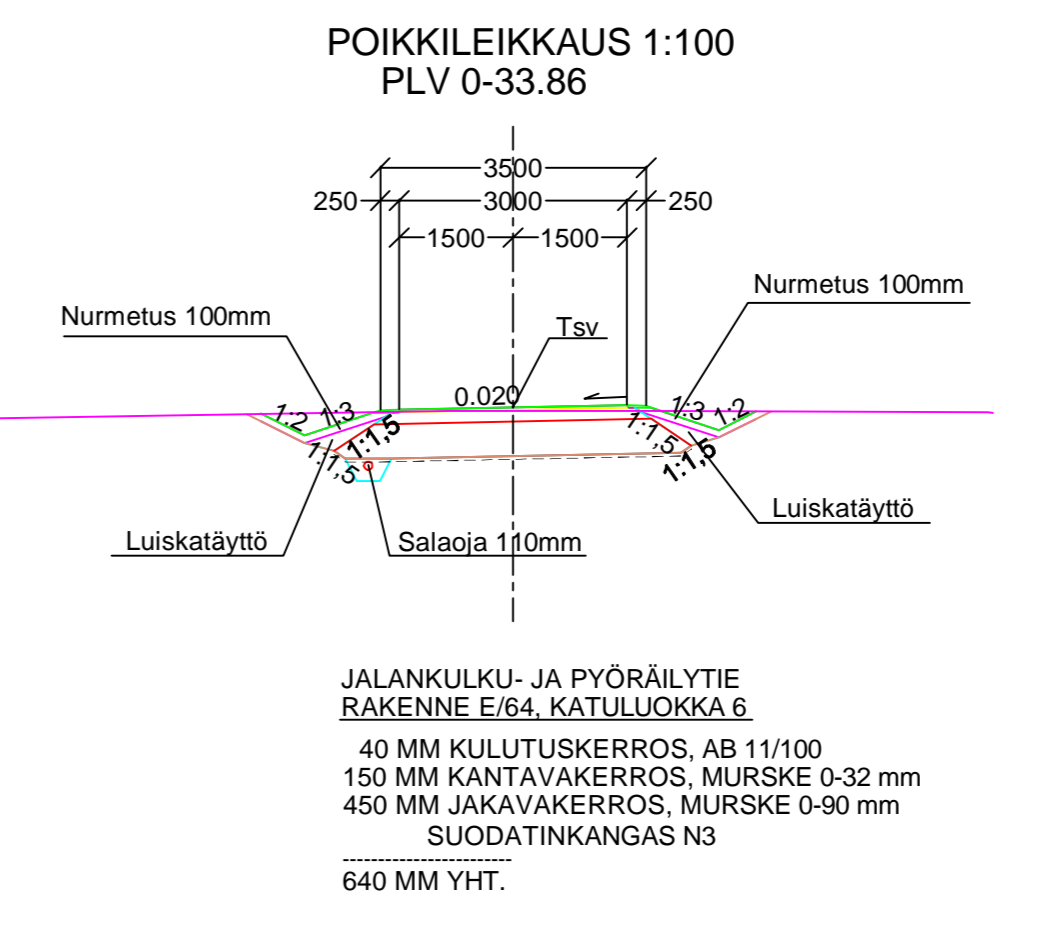 POIKKILEIKKAUS 1:100
PLV 0-33.86
3500
250 3000 250
1500 1500
Nurmetus 100mm
Nurmetus 100mm
Tsv
0.020
1:2 1:3
1:3 1:2
1:1,5 1:1,5
1:1,5 1:1,5
Luiskatäyttö
Luiskatäyttö
Salaoja 110mm
JALANKULKU- JA PYÖRÄILYTIE
RAKENNE E/64, KATULUOKKA 6
40 MM KULUTUSKERROS, AB 11/100
150 MM KANTAVAKERROS, MURSKE 0-32 mm
450 MM JAKAVAKERROS, MURSKE 0-90 mm
SUODATINKANGAS N3
------------------------
640 MM YHT.